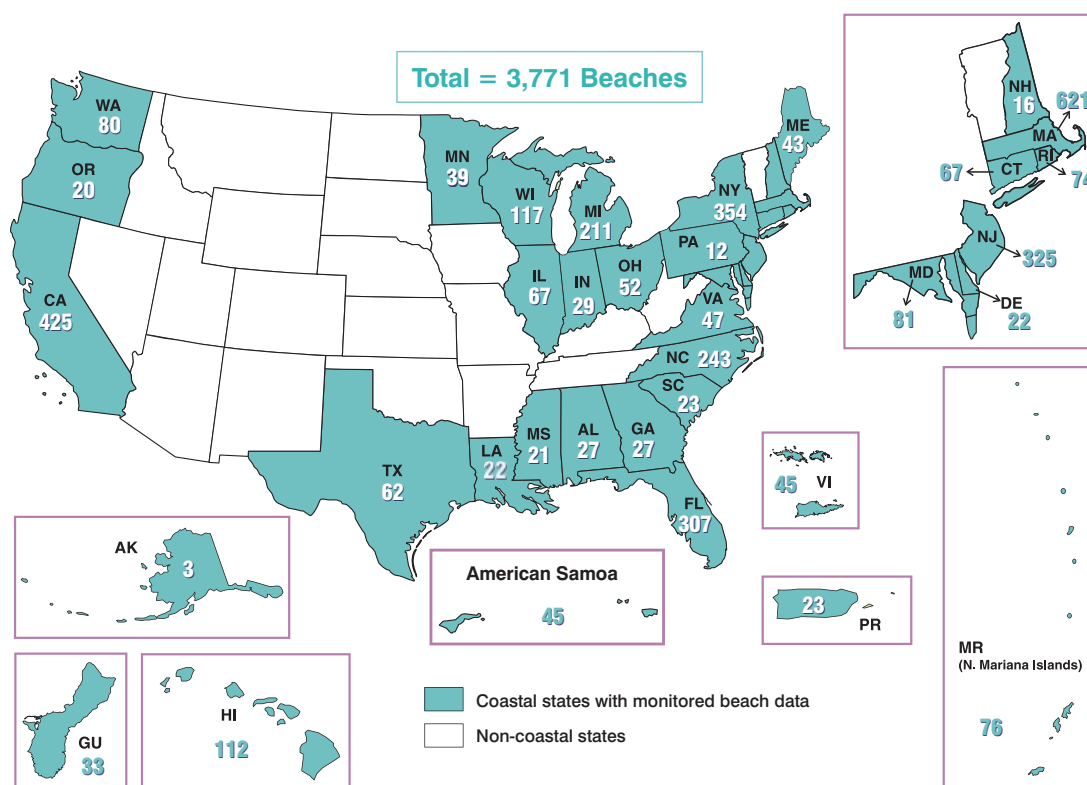 Total = 3,771 Beaches
WA
80
OR
20
CA
425
MN
39
WI
117
MI
211
IL
67
IN
29
OH
52
PA
12
NY
354
ME
43
VA
47
NC 243
SC
23
GA
27
AL
27
MS
21
LA
22
TX
62
FL
307
NH
16
621
MA
RI
CT
67
74
NJ
325
MD
81
DE
22
45
VI
AK
3
American Samoa
45
23
PR
MR
(N. Mariana Islands)
76
GU
33
HI
112
Coastal states with monitored beach data
Non-coastal states